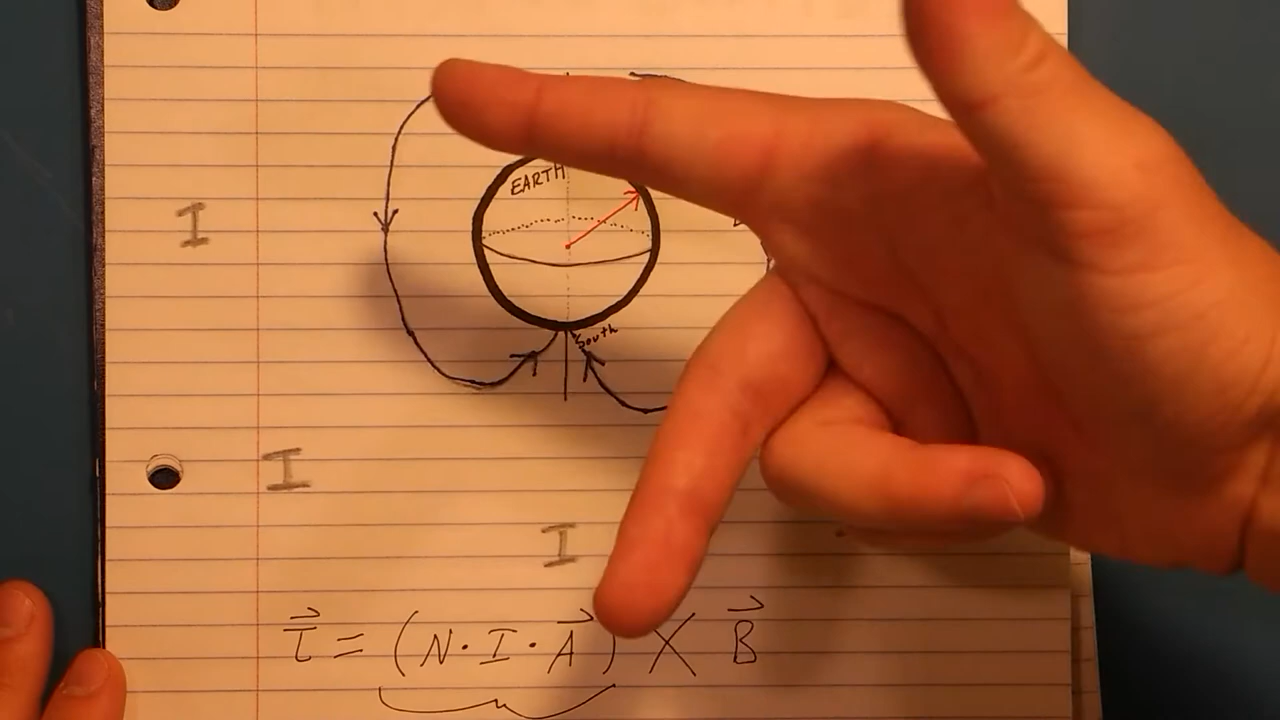 EARTH
I
South
I
I
τ = (N·I·A) X B